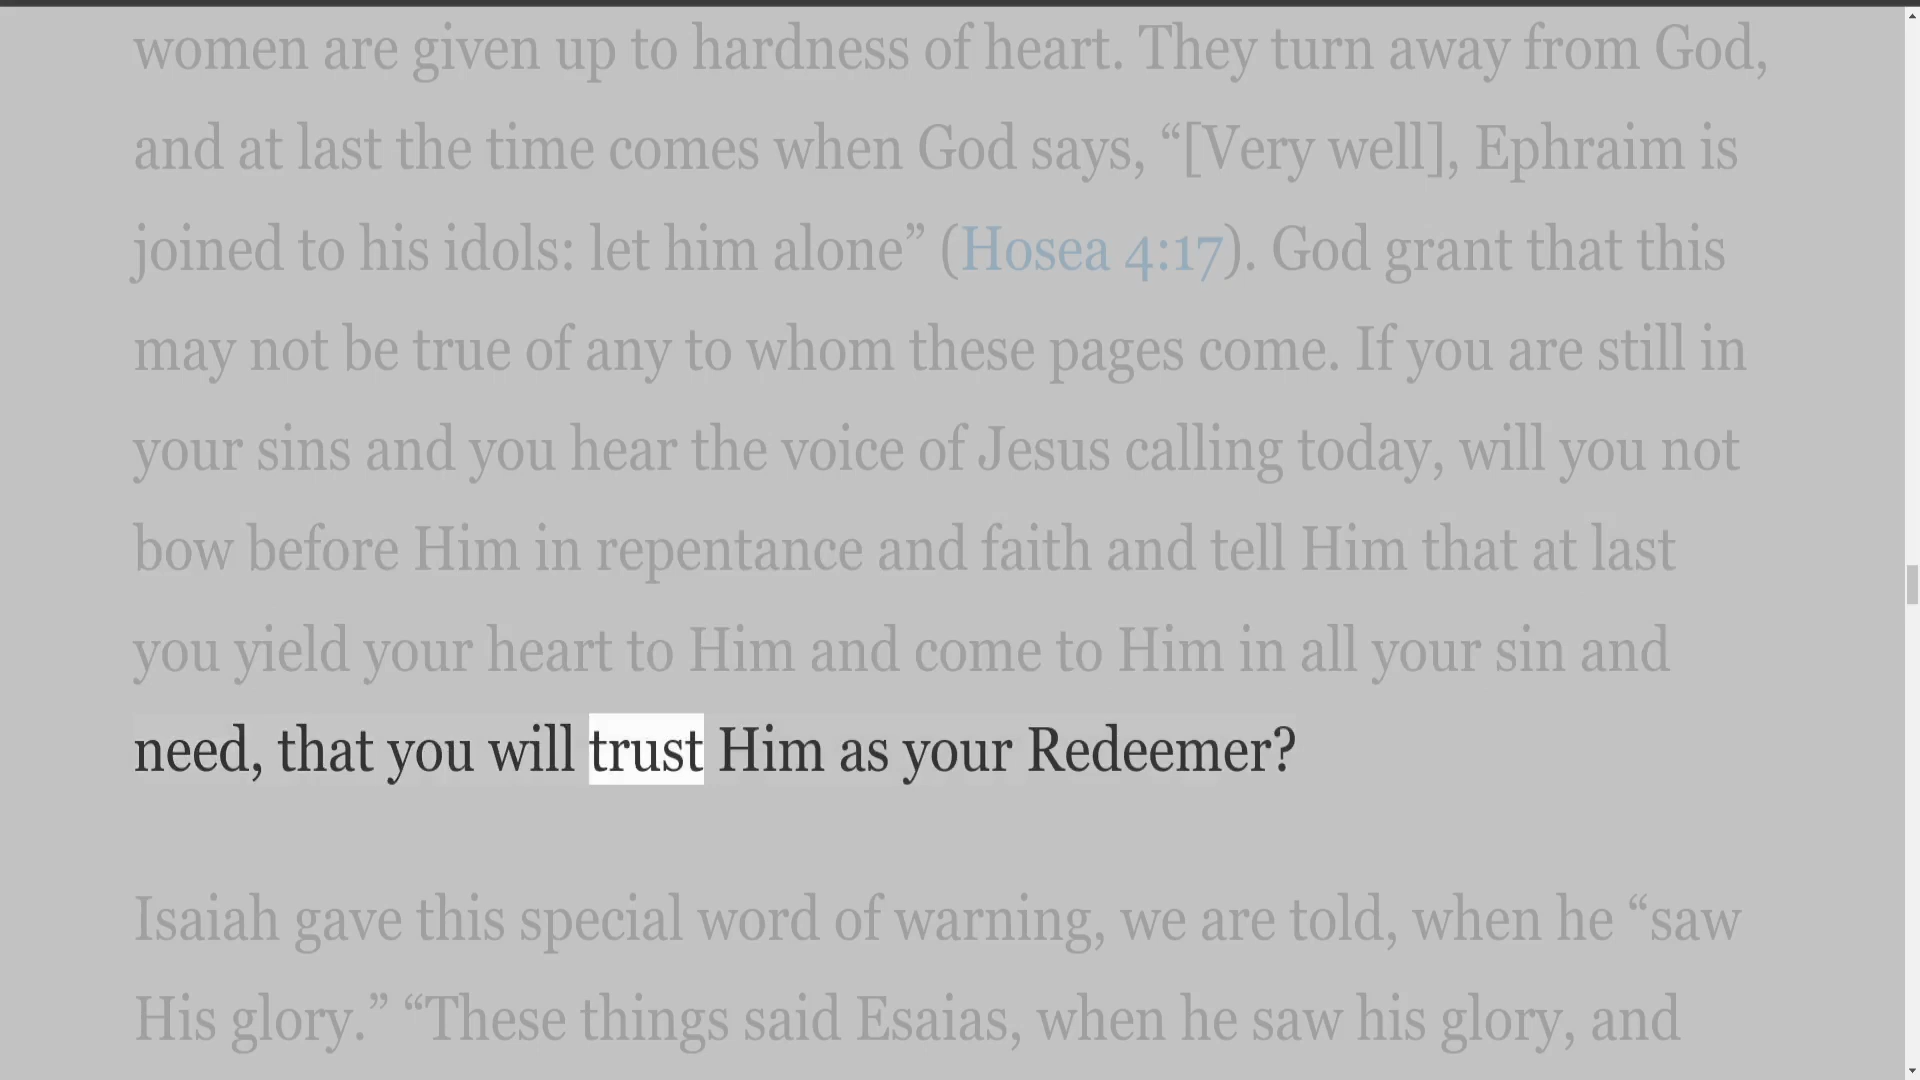 women are given up to hardness of heart. They turn away from God,
and at last the time comes when God says, “[Very well], Ephraim is
joined to his idols: let him alone” (Hosea 4:17). God grant that this
may not be true of any to whom these pages come. If you are still in
your sins and you hear the voice of Jesus calling today, will you not
bow before Him in repentance and faith and tell Him that at last
you yield your heart to Him and come to Him in all your sin and
need, that you will trust Him as your Redeemer?
Isaiah gave this special word of warning, we are told, when he “saw
His glory.” “These things said Esaias, when he saw his glory, and